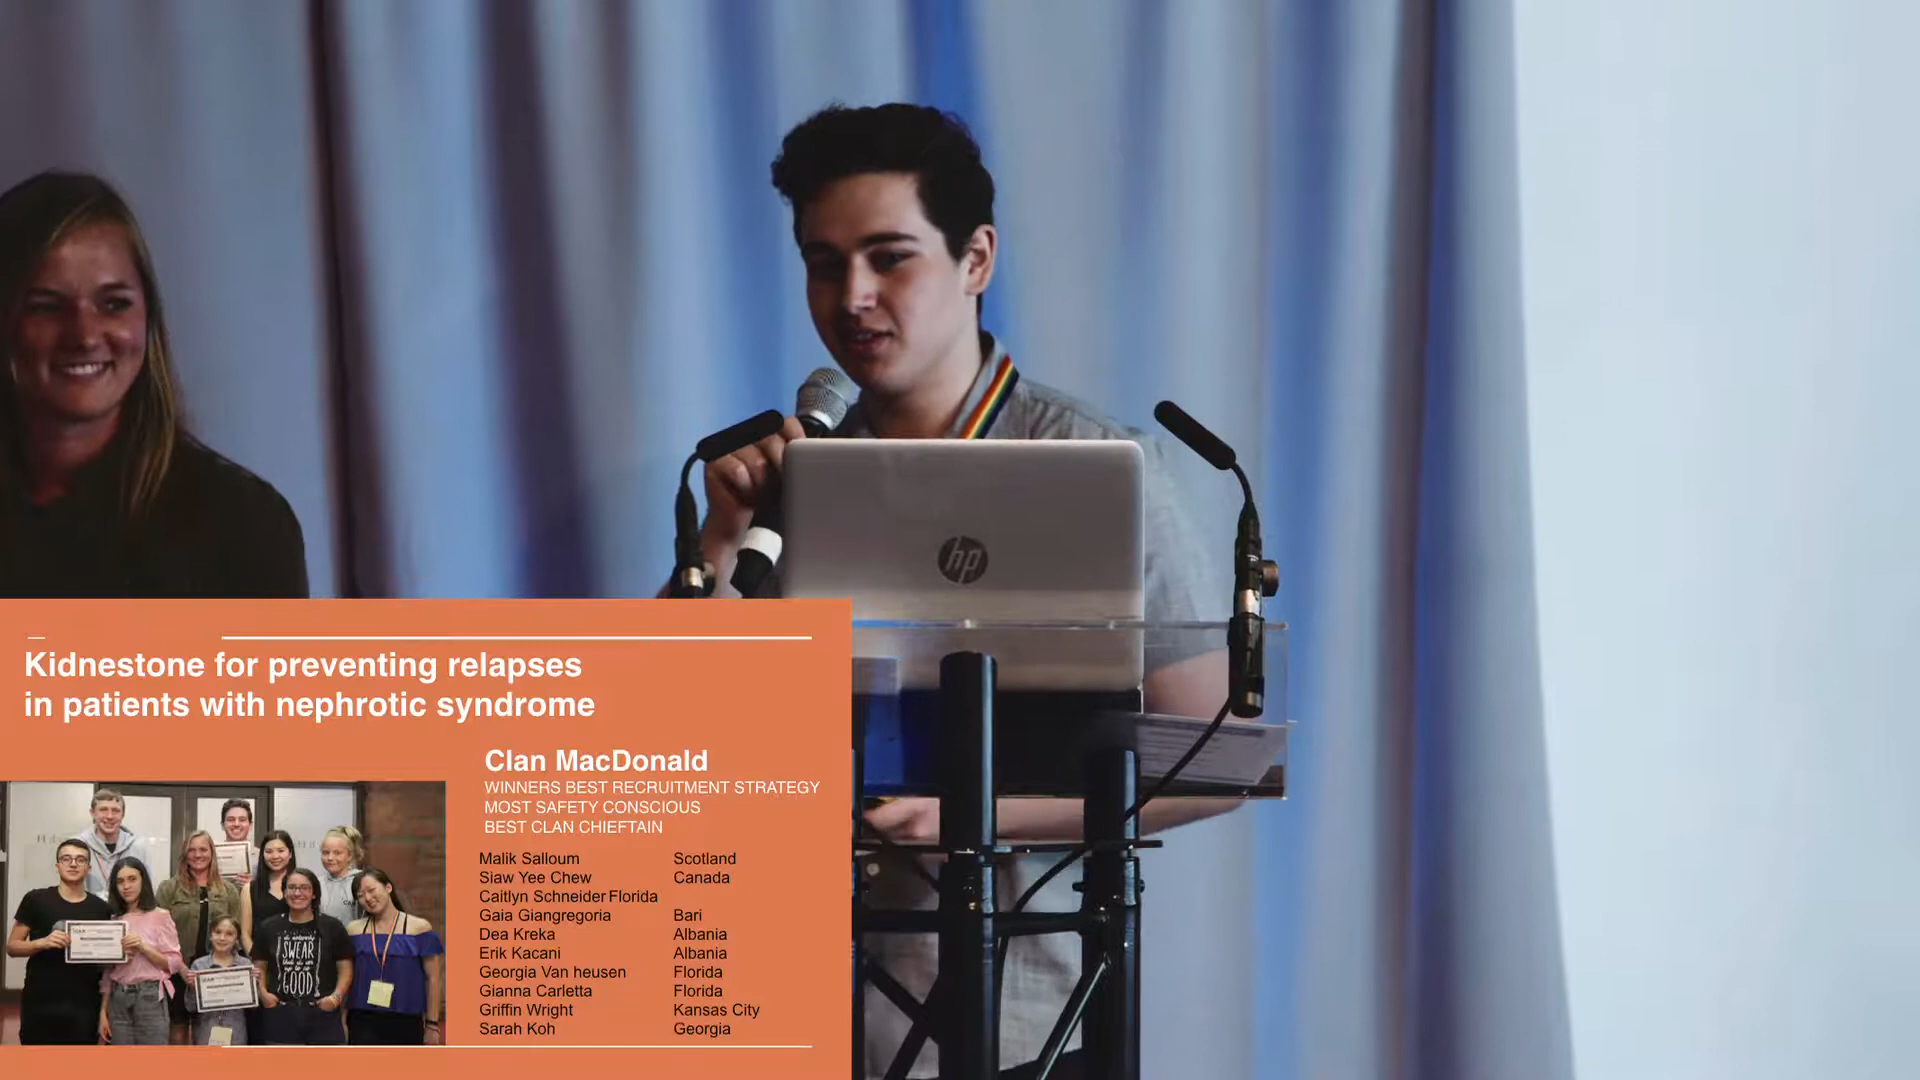 hp
Kidnestone for preventing relapses
in patients with nephrotic syndrome
Clan MacDonald
WINNERS BEST RECRUITMENT STRATEGY
MOST SAFETY CONSCIOUS
BEST CLAN CHIEFTAIN
Malik Salloum Scotland
Siaw Yee Chew Canada
Caitlyn Schneider Florida
Gaia Giangregoria Bari
Dea Kreka Albania
Erik Kacani Albania
Georgia Van heusen Florida
Gianna Carletta Florida
Griffin Wright Kansas City
Sarah Koh Georgia
SWEAR
GOOD